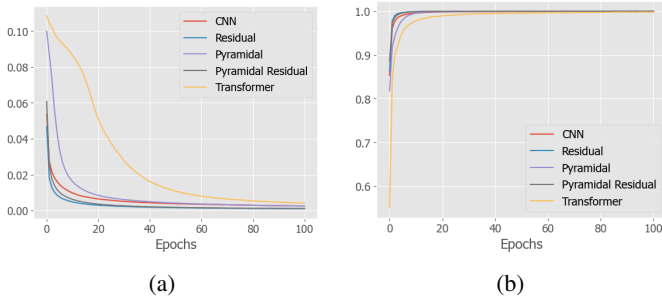 0.10
0.08
0.06
0.04
0.02
0.00
0
20
40
60
80
100
Epochs
CNN
Residual
Pyramidal
Pyramidal Residual
Transformer
(a)
1.0
0.9
0.8
0.7
0.6
0
20
40
60
80
100
Epochs
CNN
Residual
Pyramidal
Pyramidal Residual
Transformer
(b)